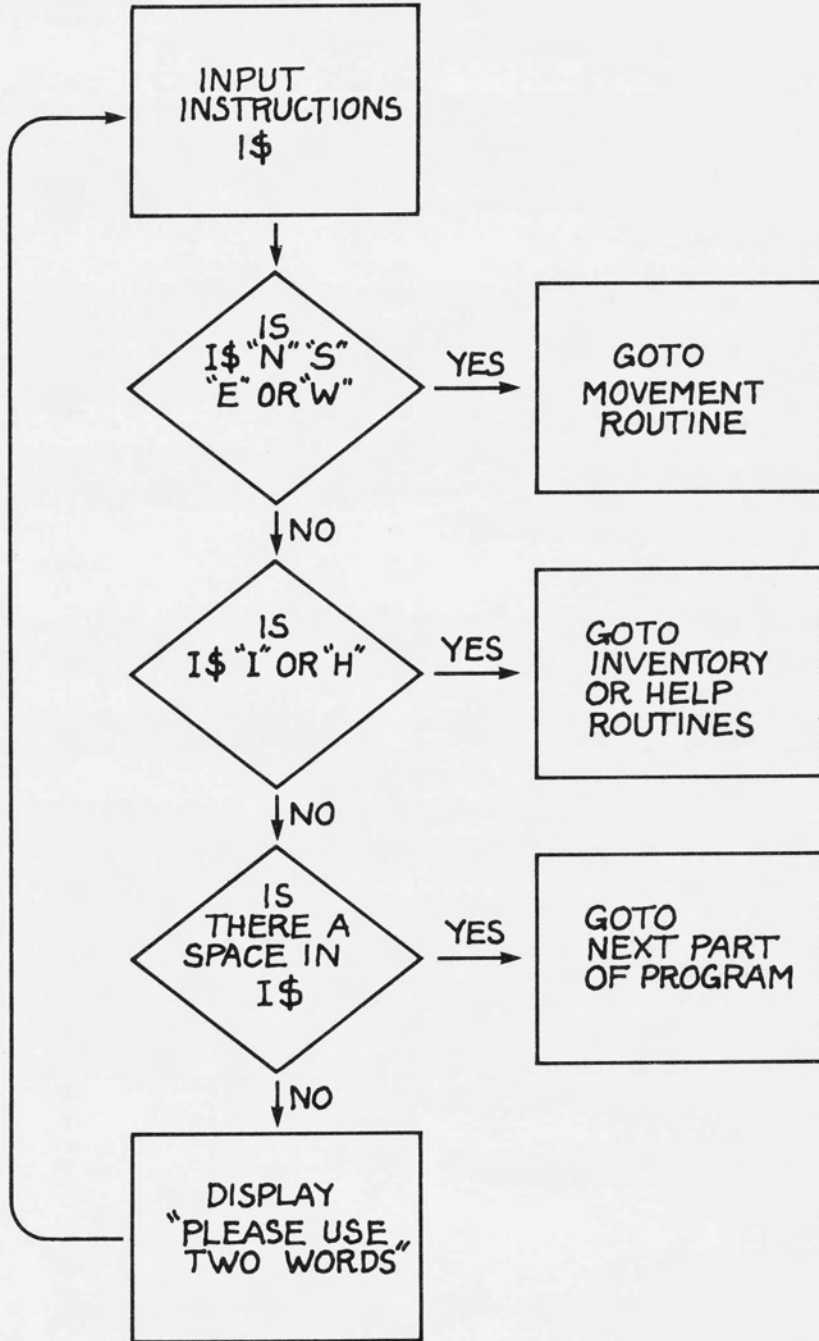 INPUT
INSTRUCTIONS
I$
IS
I$ "N" "S"
"E" OR "W"
YES
GOTO
MOVEMENT
ROUTINE
NO
IS
I$ "I" OR "H"
YES
GOTO
INVENTORY
OR HELP
ROUTINES
NO
IS
THERE A
SPACE IN
I$
YES
GOTO
NEXT PART
OF PROGRAM
NO
DISPLAY
"PLEASE USE
TWO WORDS"